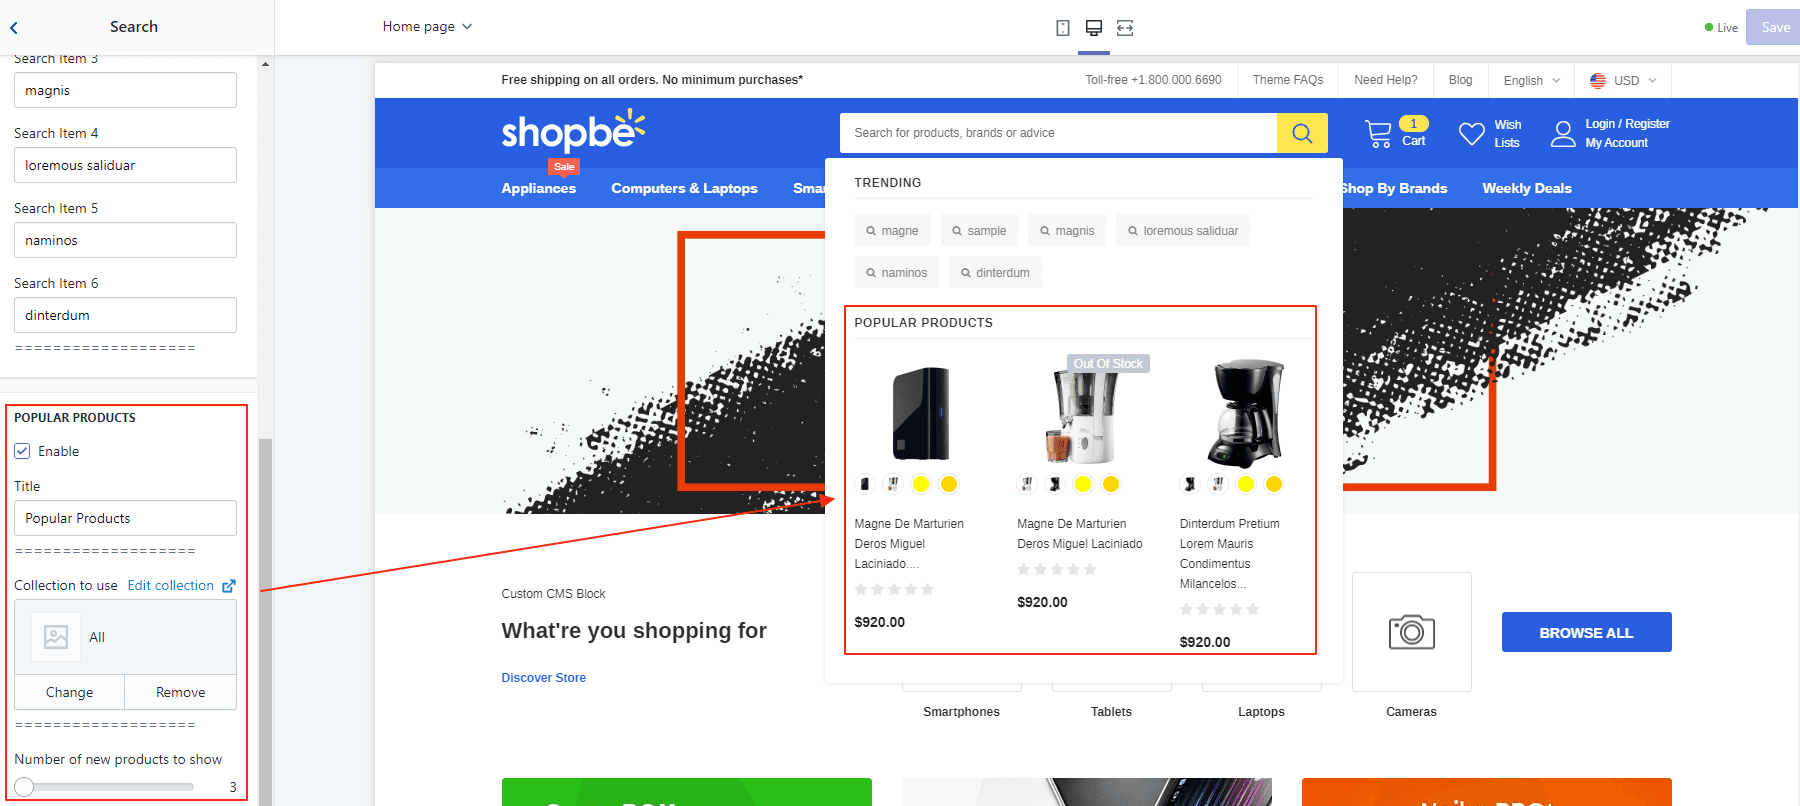 Search
Home page
Live
Save
Search Item 3
magnis
Search Item 4
loremous saliduar
Search Item 5
naminos
Search Item 6
dinterdum
===================
POPULAR PRODUCTS
Enable
Title
Popular Products
===================
Collection to use Edit collection
All
Change Remove
===================
Number of new products to show
3
Free shipping on all orders. No minimum purchases*
Toll-free +1.800.000.6690
Theme FAQs
Need Help?
Blog
English
USD
shopbe
Search for products, brands or advice
1
Cart
Wish
Lists
Login / Register
My Account
Sale
Appliances
Computers & Laptops
Shop By Brands
Weekly Deals
TRENDING
magne
sample
magnis
loremous saliduar
naminos
dinterdum
POPULAR PRODUCTS
Out Of Stock
Magne De Marturien
Deros Miguel
Laciniado....
$920.00
Magne De Marturien
Deros Miguel Laciniado
$920.00
Dinterdum Pretium
Lorem Mauris
Condimentus
Milancelos...
$920.00
Custom CMS Block
What're you shopping for
Discover Store
BROWSE ALL
Smartphones
Tablets
Laptops
Cameras